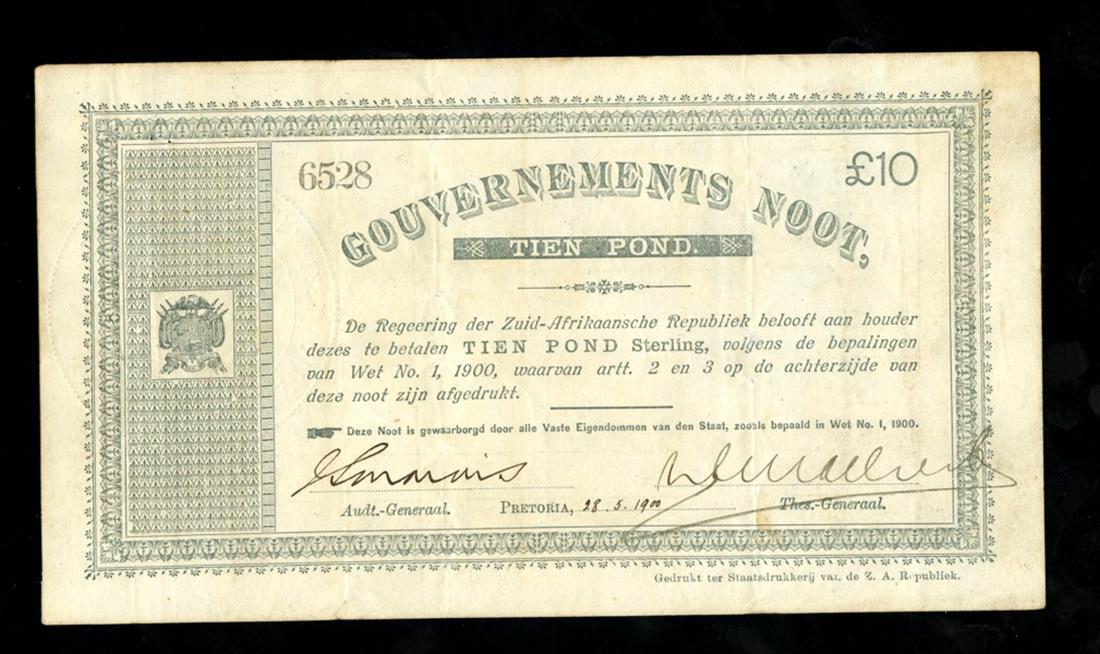 6528
£10
GOUVERNEMENTS NOOT,
TIEN POND.
De Regeering der Zuid-Afrikaansche Republiek belooft aan houder
dezes te betalen TIEN POND Sterling, volgens de bepalingen
van Wet No. 1, 1900, waarvan artt. 2 en 3 op de achterzijde van
deze noot zijn afgedrukt.
Deze Noot is gewaarborgd door alle Vaste Eigendommen van den Staat, zooals bepaald in Wet No. 1, 1900.
Audt.-Generaal. PRETORIA, 28.5.1900 Thes.-Generaal.
Gedrukt ter Staatsdrukkerij van de Z. A. Republiek.